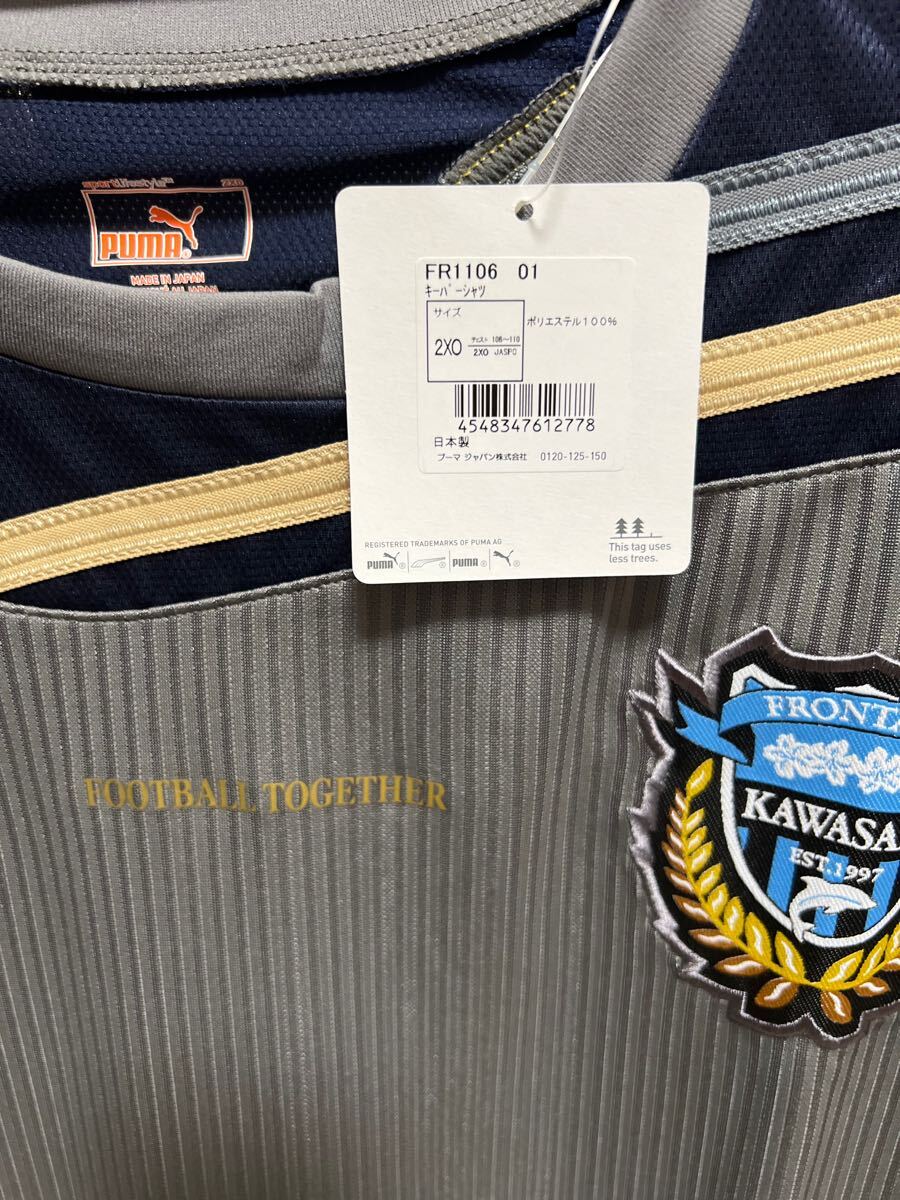 sportlifestyle™ 2XO
PUMA®
MADE IN JAPAN
FR1106 01
キーパーシャツ
サイズ
2XO
チェスト 106~110
2XO JASPO
ポリエステル100%
4548347612778
日本製
プーマ ジャパン株式会社 0120-125-150
REGISTERED TRADEMARKS OF PUMA AG
PUMA® ® PUMA® ®
This tag uses
less trees.
FOOTBALL TOGETHER
FRONTA
KAWASA
EST.1997